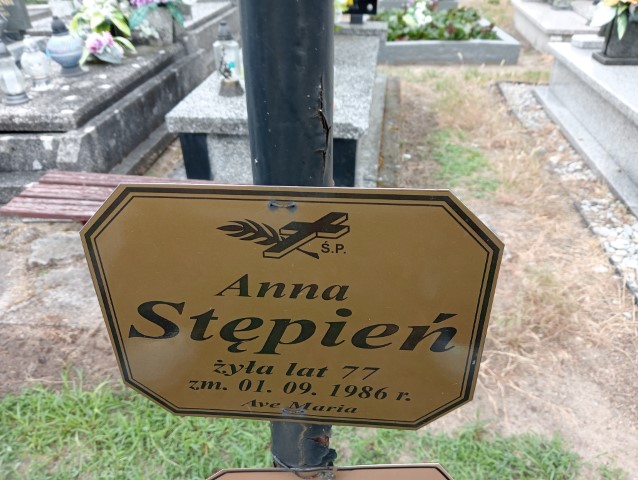 Ś.P.
Anna
Stępień
żyła lat 77
zm. 01. 09. 1986 r.
Ave Maria